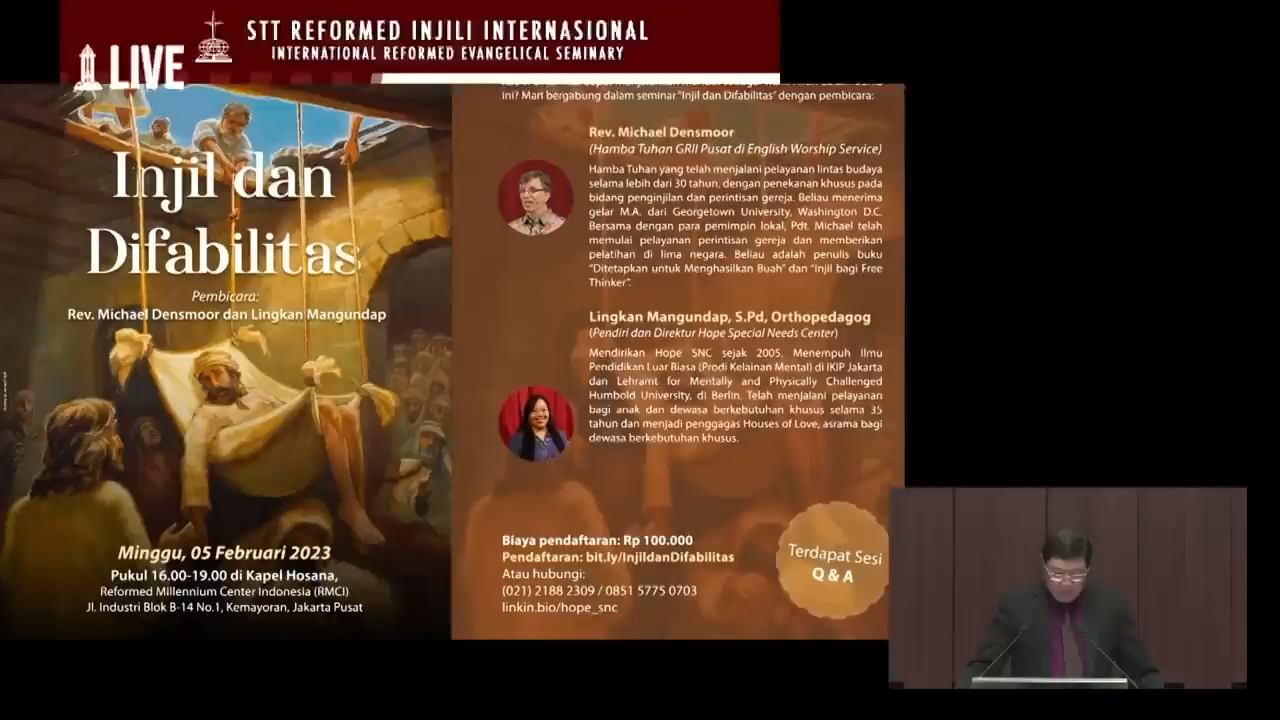 STT REFORMED INJILI INTERNASIONAL
INTERNATIONAL REFORMED EVANGELICAL SEMINARY
LIVE
Injil dan
Difabilitas
Pembicara:
Rev. Michael Densmoor dan Lingkan Mangundap
Minggu, 05 Februari 2023
Pukul 16.00-19.00 di Kapel Hosana,
Reformed Millennium Center Indonesia (RMCI)
Jl. Industri Blok B-14 No.1, Kemayoran, Jakarta Pusat
ini? Mari bergabung dalam seminar "Injil dan Difabilitas" dengan pembicara:
Rev. Michael Densmoor
(Hamba Tuhan GRII Pusat di English Worship Service)
Hamba Tuhan yang telah menjalani pelayanan lintas budaya
selama lebih dari 30 tahun, dengan penekanan khusus pada
bidang penginjilan dan perintisan gereja. Beliau menerima
gelar M.A. dari Georgetown University, Washington D.C.
Bersama dengan para pemimpin lokal, Pdt. Michael telah
memulai pelayanan perintisan gereja dan memberikan
pelatihan di lima negara. Beliau adalah penulis buku
"Ditetapkan untuk Menghasilkan Buah" dan "Injil bagi Free
Thinker".
Lingkan Mangundap, S.Pd, Orthopedagog
(Pendiri dan Direktur Hope Special Needs Center)
Mendirikan Hope SNC sejak 2005. Menempuh Ilmu
Pendidikan Luar Biasa (Prodi Kelainan Mental) di IKIP Jakarta
dan Lehramt for Mentally and Physically Challenged
Humbold University, di Berlin. Telah menjalani pelayanan
bagi anak dan dewasa berkebutuhan khusus selama 35
tahun dan menjadi penggagas Houses of Love, asrama bagi
dewasa berkebutuhan khusus.
Biaya pendaftaran: Rp 100.000
Pendaftaran: bit.ly/InjildanDifabilitas
Atau hubungi:
(021) 2188 2309 / 0851 5775 0703
linkin.bio/hope_snc
Terdapat Sesi
Q & A